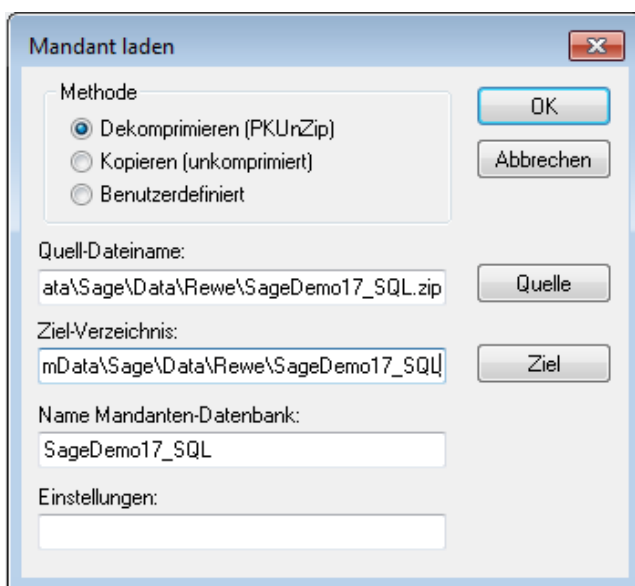 Mandant laden
Methode
Dekomprimieren (PKUnZip)
Kopieren (unkomprimiert)
Benutzerdefiniert
OK
Abbrechen
Quell-Dateiname:
ata\Sage\Data\Rewe\SageDemo17_SQL.zip
Quelle
Ziel-Verzeichnis:
mData\Sage\Data\Rewe\SageDemo17_SQL
Ziel
Name Mandanten-Datenbank:
SageDemo17_SQL
Einstellungen: